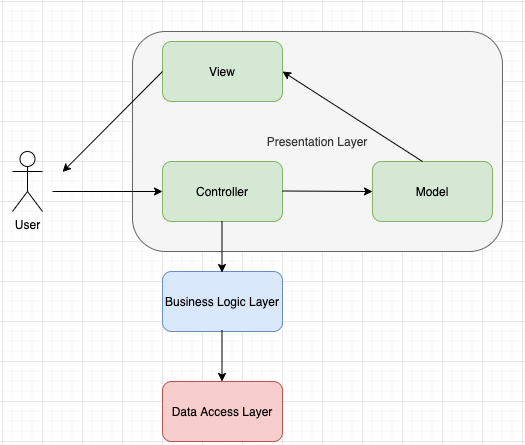 View
Presentation Layer
Controller
Model
User
Business Logic Layer
Data Access Layer